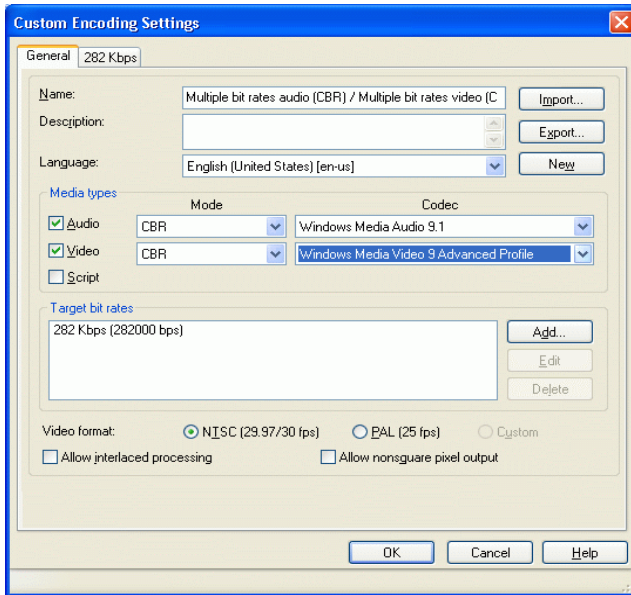 Custom Encoding Settings
General 282 Kbps
Name: Multiple bit rates audio (CBR) / Multiple bit rates video (C Import...
Description: Export...
Language: English (United States) [en-us] New
Media types
Mode Codec
Audio CBR Windows Media Audio 9.1
Video CBR Windows Media Video 9 Advanced Profile
Script
Target bit rates
282 Kbps (282000 bps) Add...
Edit
Delete
Video format: NTSC (29.97/30 fps) PAL (25 fps) Custom
Allow interlaced processing Allow nonsquare pixel output
OK Cancel Help